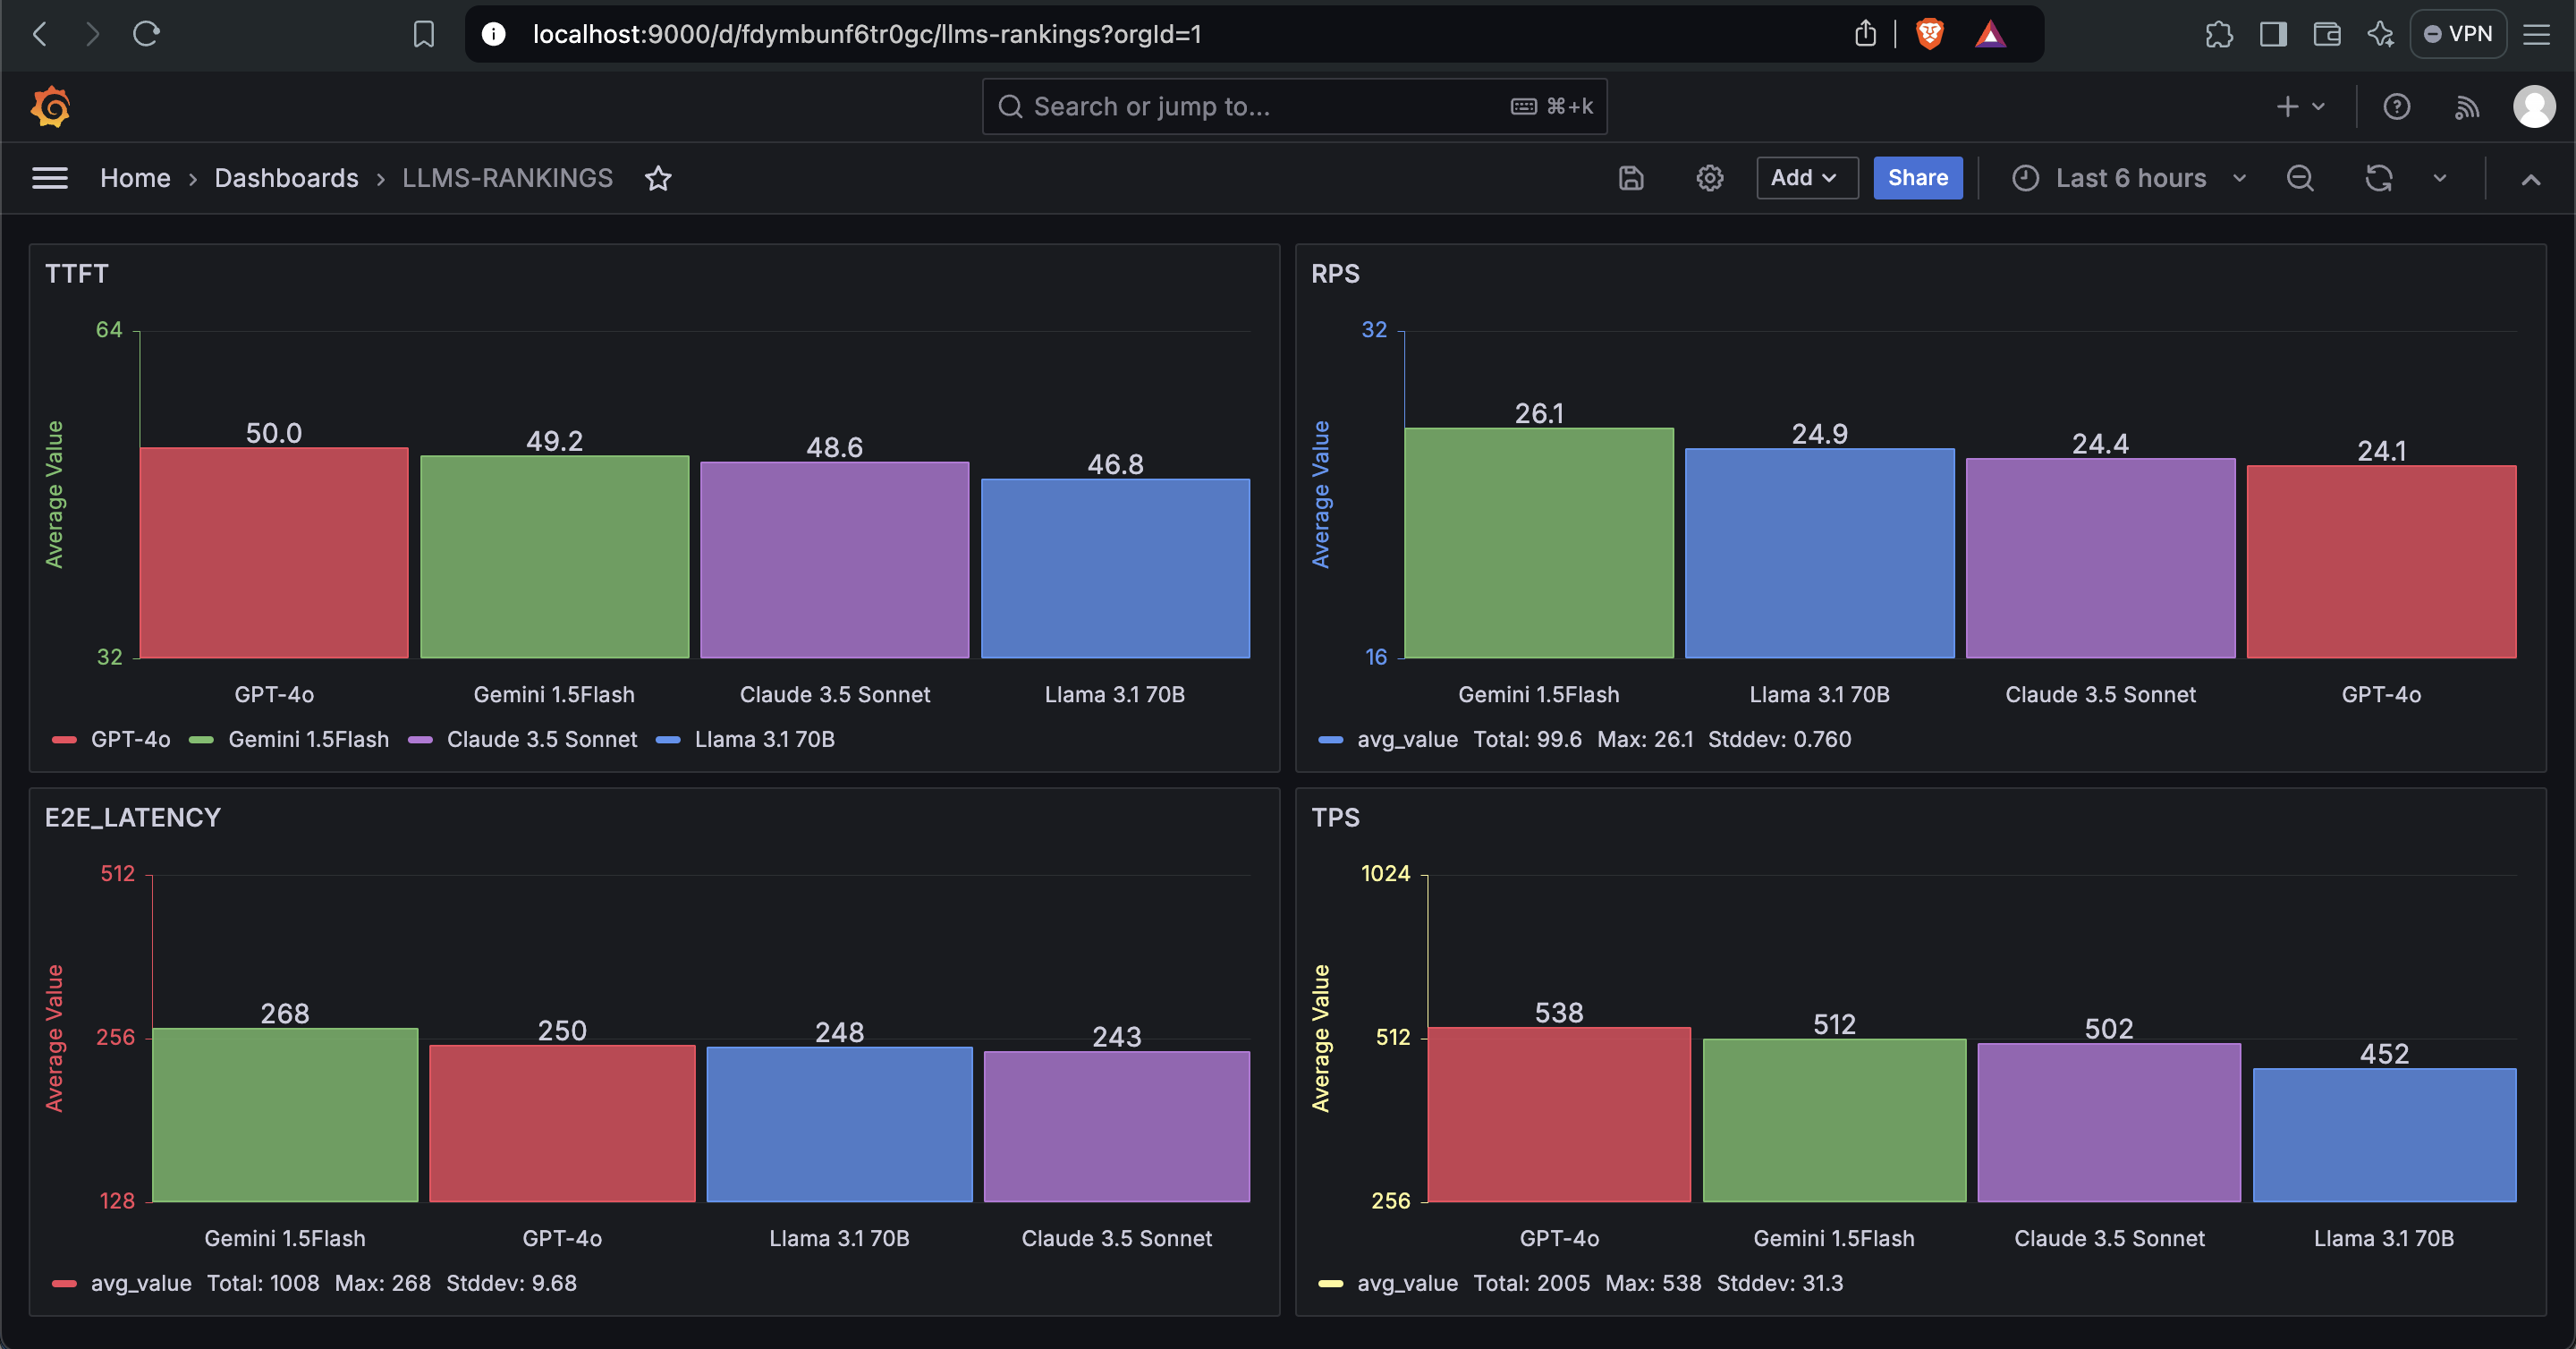 localhost:9000/d/fdymbunf6tr0gc/llms-rankings?orgId=1
VPN
Search or jump to...
⌘+k
Home › Dashboards › LLMS-RANKINGS
Add
Share
Last 6 hours
TTFT
64
32
Average Value
50.0
49.2
48.6
46.8
GPT-4o
Gemini 1.5Flash
Claude 3.5 Sonnet
Llama 3.1 70B
GPT-4o Gemini 1.5Flash Claude 3.5 Sonnet Llama 3.1 70B
RPS
32
16
Average Value
26.1
24.9
24.4
24.1
Gemini 1.5Flash
Llama 3.1 70B
Claude 3.5 Sonnet
GPT-4o
avg_value Total: 99.6 Max: 26.1 Stddev: 0.760
E2E_LATENCY
512
256
128
Average Value
268
250
248
243
Gemini 1.5Flash
GPT-4o
Llama 3.1 70B
Claude 3.5 Sonnet
avg_value Total: 1008 Max: 268 Stddev: 9.68
TPS
1024
512
256
Average Value
538
512
502
452
GPT-4o
Gemini 1.5Flash
Claude 3.5 Sonnet
Llama 3.1 70B
avg_value Total: 2005 Max: 538 Stddev: 31.3